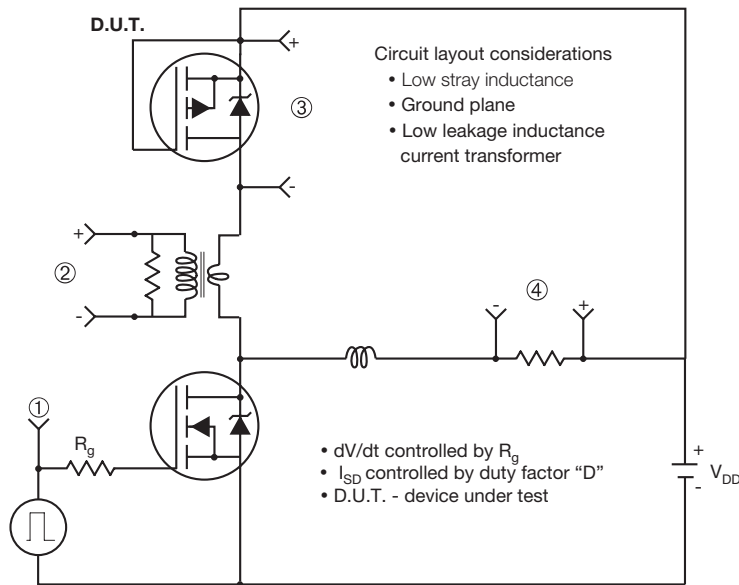 D.U.T.
+
Circuit layout considerations
• Low stray inductance
• Ground plane
• Low leakage inductance
current transformer
③
-
+
②
-
④
-
+
①
Rg
• dV/dt controlled by Rg
• ISD controlled by duty factor “D”
• D.U.T. - device under test
+
VDD
-